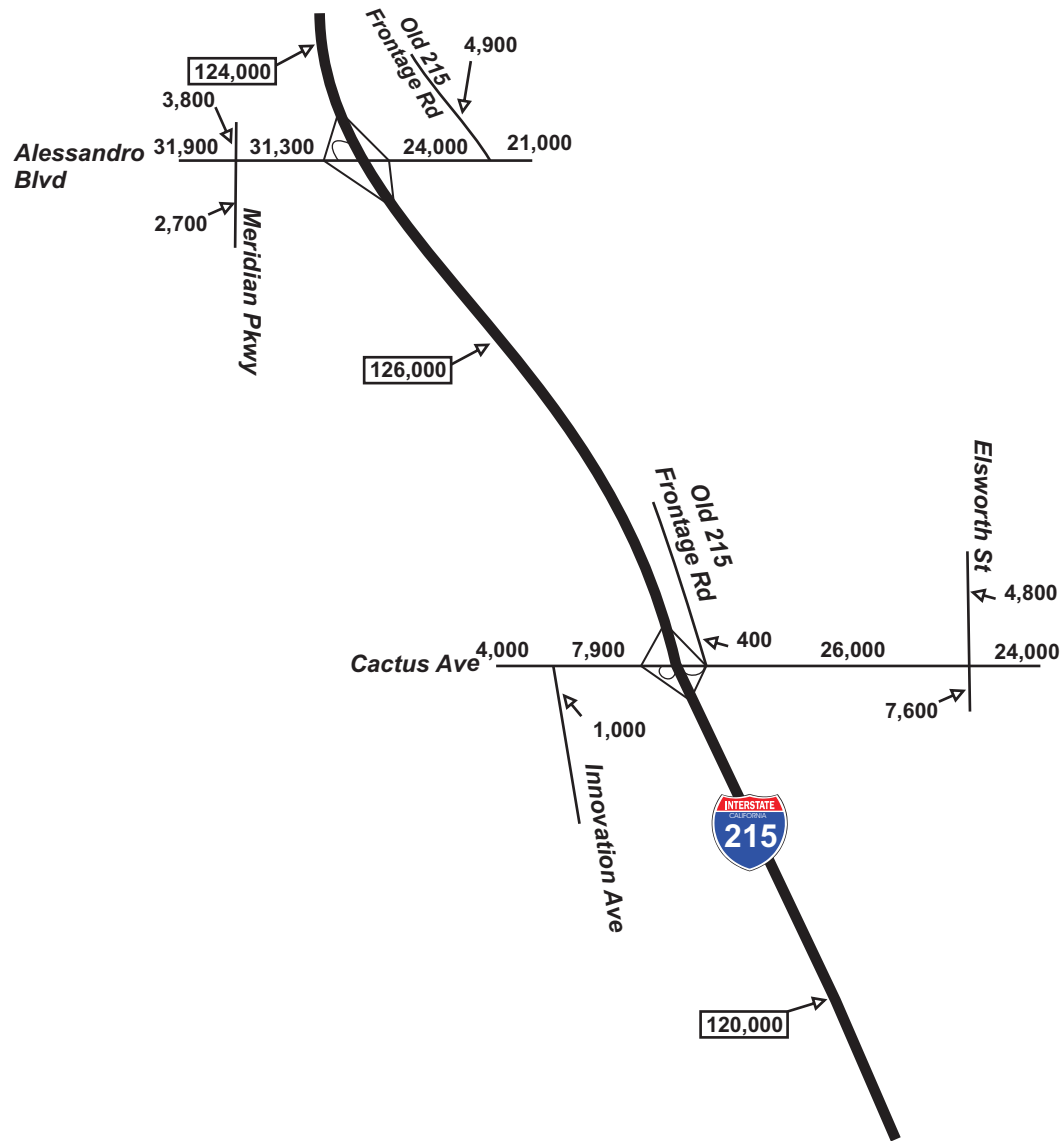 Old 215
Frontage Rd
4,900
124,000
3,800
Alessandro
Blvd
31,900
31,300
24,000
21,000
2,700
Meridian Pkwy
126,000
Old 215
Frontage Rd
Elsworth St
4,800
400
Cactus Ave
4,000
7,900
26,000
24,000
7,600
1,000
Innovation Ave
INTERSTATE
CALIFORNIA
215
120,000